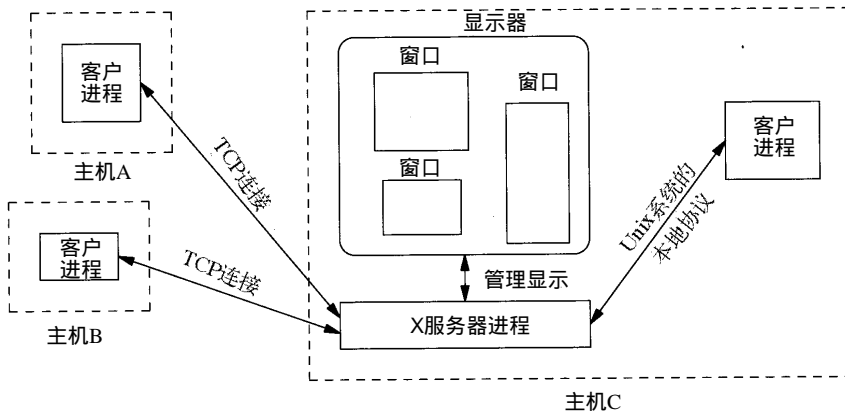 显示器
窗口
窗口
窗口
客户
进程
主机A
TCP连接
客户
进程
主机B
TCP连接
管理显示
X服务器进程
Unix系统的
本地协议
客户
进程
主机C